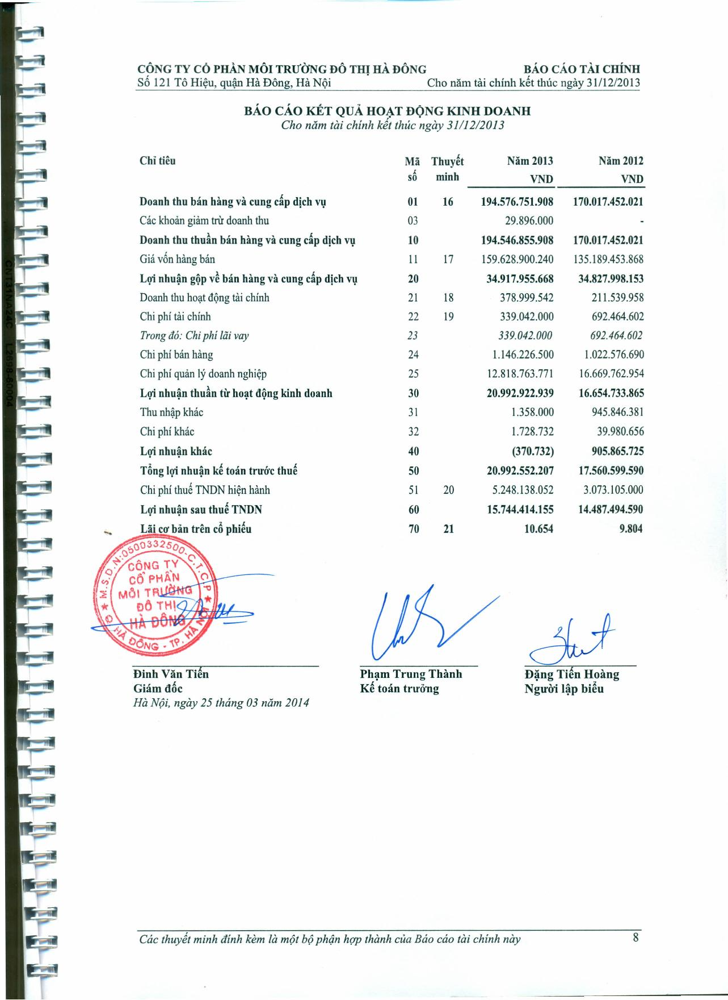 CÔNG TY CỔ PHẦN MÔI TRƯỜNG ĐÔ THỊ HÀ ĐÔNG BÁO CÁO TÀI CHÍNH
Số 121 Tô Hiệu, quận Hà Đông, Hà Nội Cho năm tài chính kết thúc ngày 31/12/2013
BÁO CÁO KẾT QUẢ HOẠT ĐỘNG KINH DOANH
Cho năm tài chính kết thúc ngày 31/12/2013
Chỉ tiêu Mã Thuyết Năm 2013 Năm 2012
số minh VND VND
Doanh thu bán hàng và cung cấp dịch vụ 01 16 194.576.751.908 170.017.452.021
Các khoản giảm trừ doanh thu 03 29.896.000 -
Doanh thu thuần bán hàng và cung cấp dịch vụ 10 194.546.855.908 170.017.452.021
Giá vốn hàng bán 11 17 159.628.900.240 135.189.453.868
Lợi nhuận gộp về bán hàng và cung cấp dịch vụ 20 34.917.955.668 34.827.998.153
Doanh thu hoạt động tài chính 21 18 378.999.542 211.539.958
Chi phí tài chính 22 19 339.042.000 692.464.602
Trong đó: Chi phí lãi vay 23 339.042.000 692.464.602
Chi phí bán hàng 24 1.146.226.500 1.022.576.690
Chi phí quản lý doanh nghiệp 25 12.818.763.771 16.669.762.954
Lợi nhuận thuần từ hoạt động kinh doanh 30 20.992.922.939 16.654.733.865
Thu nhập khác 31 1.358.000 945.846.381
Chi phí khác 32 1.728.732 39.980.656
Lợi nhuận khác 40 (370.732) 905.865.725
Tổng lợi nhuận kế toán trước thuế 50 20.992.552.207 17.560.599.590
Chi phí thuế TNDN hiện hành 51 20 5.248.138.052 3.073.105.000
Lợi nhuận sau thuế TNDN 60 15.744.414.155 14.487.494.590
Lãi cơ bản trên cổ phiếu 70 21 10.654 9.804
M.S.D.N:0500332500-C.T.C.P
CÔNG TY
CỔ PHẦN
MÔI TRƯỜNG
ĐÔ THỊ
HÀ ĐÔNG
Q HÀ ĐÔNG - TP. HÀ NỘI
Đinh Văn Tiến Phạm Trung Thành Đặng Tiến Hoàng
Giám đốc Kế toán trưởng Người lập biểu
Hà Nội, ngày 25 tháng 03 năm 2014
Các thuyết minh đính kèm là một bộ phận hợp thành của Báo cáo tài chính này 8
CNT31NA24C L2698-60004